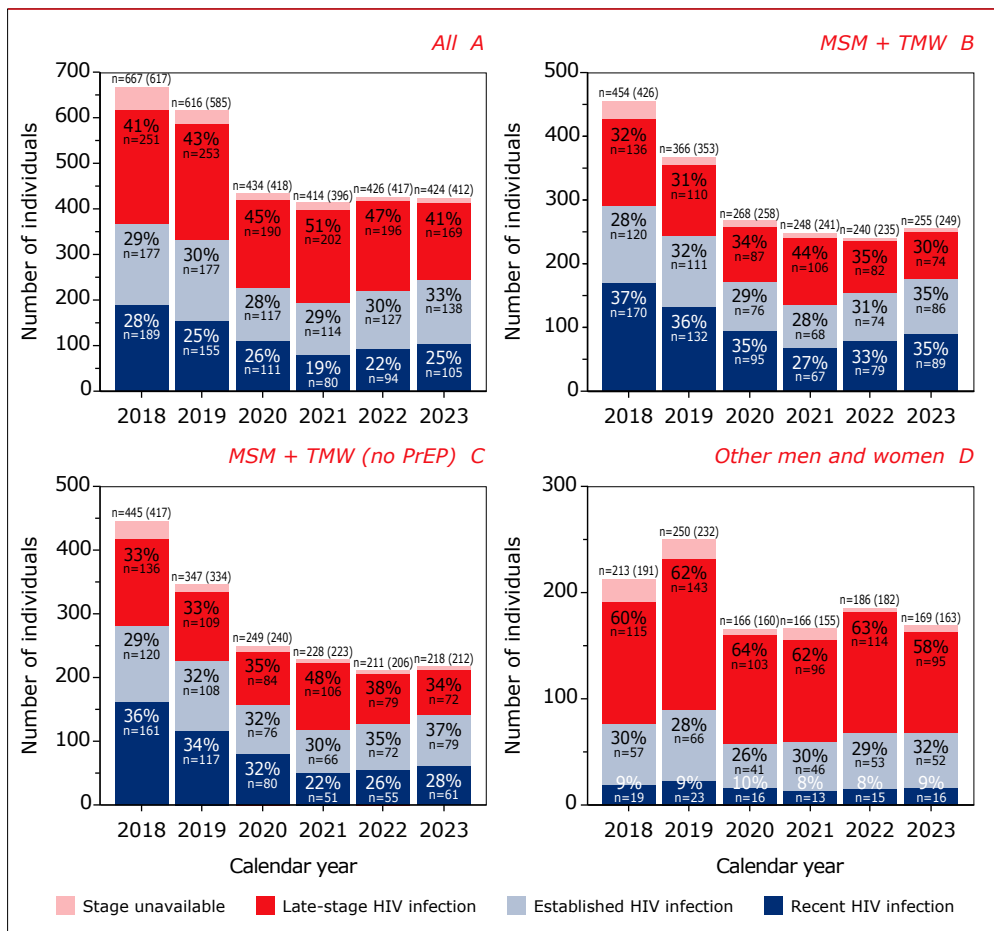 All A
Number of individuals
700
600
500
400
300
200
100
0
n=667 (617)
41%
n=251
29%
n=177
28%
n=189
n=616 (585)
43%
n=253
30%
n=177
25%
n=155
n=434 (418)
45%
n=190
28%
n=117
26%
n=111
n=414 (396)
51%
n=202
29%
n=114
19%
n=80
n=426 (417)
47%
n=196
30%
n=127
22%
n=94
n=424 (412)
41%
n=169
33%
n=138
25%
n=105
2018 2019 2020 2021 2022 2023
MSM + TMW B
Number of individuals
500
400
300
200
100
0
n=454 (426)
32%
n=136
28%
n=120
37%
n=170
n=366 (353)
31%
n=110
32%
n=111
36%
n=132
n=268 (258)
34%
n=87
29%
n=76
35%
n=95
n=248 (241)
44%
n=106
28%
n=68
27%
n=67
n=240 (235)
35%
n=82
31%
n=74
33%
n=79
n=255 (249)
30%
n=74
35%
n=86
35%
n=89
2018 2019 2020 2021 2022 2023
MSM + TMW (no PrEP) C
Number of individuals
500
400
300
200
100
0
n=445 (417)
33%
n=136
29%
n=120
36%
n=161
n=347 (334)
33%
n=109
32%
n=108
34%
n=117
n=249 (240)
35%
n=84
32%
n=76
32%
n=80
n=228 (223)
48%
n=106
30%
n=66
22%
n=51
n=211 (206)
38%
n=79
35%
n=72
26%
n=55
n=218 (212)
34%
n=72
37%
n=79
28%
n=61
2018 2019 2020 2021 2022 2023
Calendar year
Other men and women D
Number of individuals
300
200
100
0
n=213 (191)
60%
n=115
30%
n=57
9%
n=19
n=250 (232)
62%
n=143
28%
n=66
9%
n=23
n=166 (160)
64%
n=103
26%
n=41
10%
n=16
n=166 (155)
62%
n=96
30%
n=46
8%
n=13
n=186 (182)
63%
n=114
29%
n=53
8%
n=15
n=169 (163)
58%
n=95
32%
n=52
9%
n=16
2018 2019 2020 2021 2022 2023
Calendar year
Stage unavailable
Late-stage HIV infection
Established HIV infection
Recent HIV infection